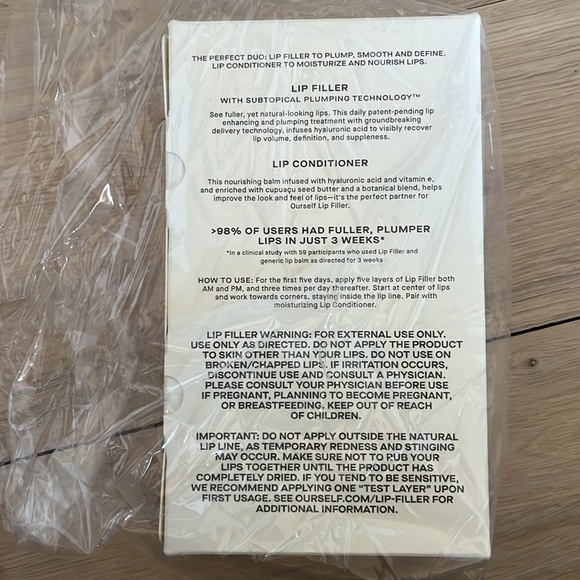 THE PERFECT DUO: LIP FILLER TO PLUMP, SMOOTH AND DEFINE.
LIP CONDITIONER TO MOISTURIZE AND NOURISH LIPS.
LIP FILLER
WITH SUBTOPICAL PLUMPING TECHNOLOGY™
See fuller, yet natural-looking lips. This daily patent-pending lip
enhancing and plumping treatment with groundbreaking
delivery technology, infuses hyaluronic acid to visibly recover
lip volume, definition, and suppleness.
LIP CONDITIONER
This nourishing balm infused with hyaluronic acid and vitamin e,
and enriched with cupuaçu seed butter and a botanical blend, helps
improve the look and feel of lips—it's the perfect partner for
Ourself Lip Filler.
>98% OF USERS HAD FULLER, PLUMPER
LIPS IN JUST 3 WEEKS*
*In a clinical study with 59 participants who used Lip Filler and
generic lip balm as directed for 3 weeks
HOW TO USE: For the first five days, apply five layers of Lip Filler both
AM and PM, and three times per day thereafter. Start at center of lips
and work towards corners, staying inside the lip line. Pair with
moisturizing Lip Conditioner.
LIP FILLER WARNING: FOR EXTERNAL USE ONLY.
USE ONLY AS DIRECTED. DO NOT APPLY THE PRODUCT
TO SKIN OTHER THAN YOUR LIPS. DO NOT USE ON
BROKEN/CHAPPED LIPS. IF IRRITATION OCCURS,
DISCONTINUE USE AND CONSULT A PHYSICIAN.
PLEASE CONSULT YOUR PHYSICIAN BEFORE USE
IF PREGNANT, PLANNING TO BECOME PREGNANT,
OR BREASTFEEDING. KEEP OUT OF REACH
OF CHILDREN.
IMPORTANT: DO NOT APPLY OUTSIDE THE NATURAL
LIP LINE, AS TEMPORARY REDNESS AND STINGING
MAY OCCUR. MAKE SURE NOT TO RUB YOUR
LIPS TOGETHER UNTIL THE PRODUCT HAS
COMPLETELY DRIED. IF YOU TEND TO BE SENSITIVE,
WE RECOMMEND APPLYING ONE "TEST LAYER" UPON
FIRST USAGE. SEE OURSELF.COM/LIP-FILLER FOR
ADDITIONAL INFORMATION.